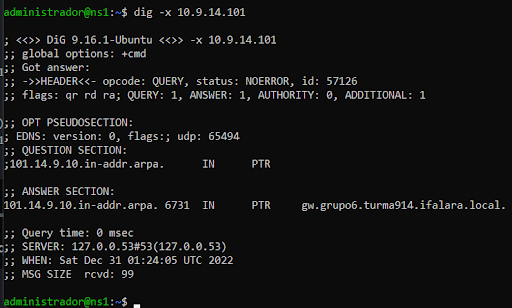 administrador@ns1:~$ dig -x 10.9.14.101
; <<>> DiG 9.16.1-Ubuntu <<>> -x 10.9.14.101
;; global options: +cmd
;; Got answer:
;; ->>HEADER<<- opcode: QUERY, status: NOERROR, id: 57126
;; flags: qr rd ra; QUERY: 1, ANSWER: 1, AUTHORITY: 0, ADDITIONAL: 1
;; OPT PSEUDOSECTION:
; EDNS: version: 0, flags:; udp: 65494
;; QUESTION SECTION:
;101.14.9.10.in-addr.arpa. IN PTR
;; ANSWER SECTION:
101.14.9.10.in-addr.arpa. 6731 IN PTR gw.grupo6.turma914.ifalara.local.
;; Query time: 0 msec
;; SERVER: 127.0.0.53#53(127.0.0.53)
;; WHEN: Sat Dec 31 01:24:05 UTC 2022
;; MSG SIZE rcvd: 99
administrador@ns1:~$